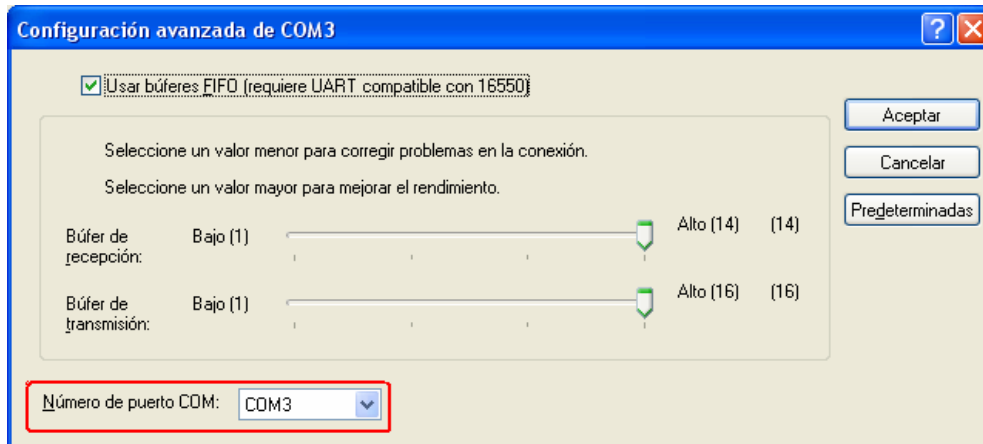 Configuración avanzada de COM3
Usar búferes FIFO (requiere UART compatible con 16550)
Aceptar
Seleccione un valor menor para corregir problemas en la conexión.
Cancelar
Seleccione un valor mayor para mejorar el rendimiento.
Predeterminadas
Búfer de recepción: Bajo (1) Alto (14) (14)
Búfer de transmisión: Bajo (1) Alto (16) (16)
Número de puerto COM: COM3